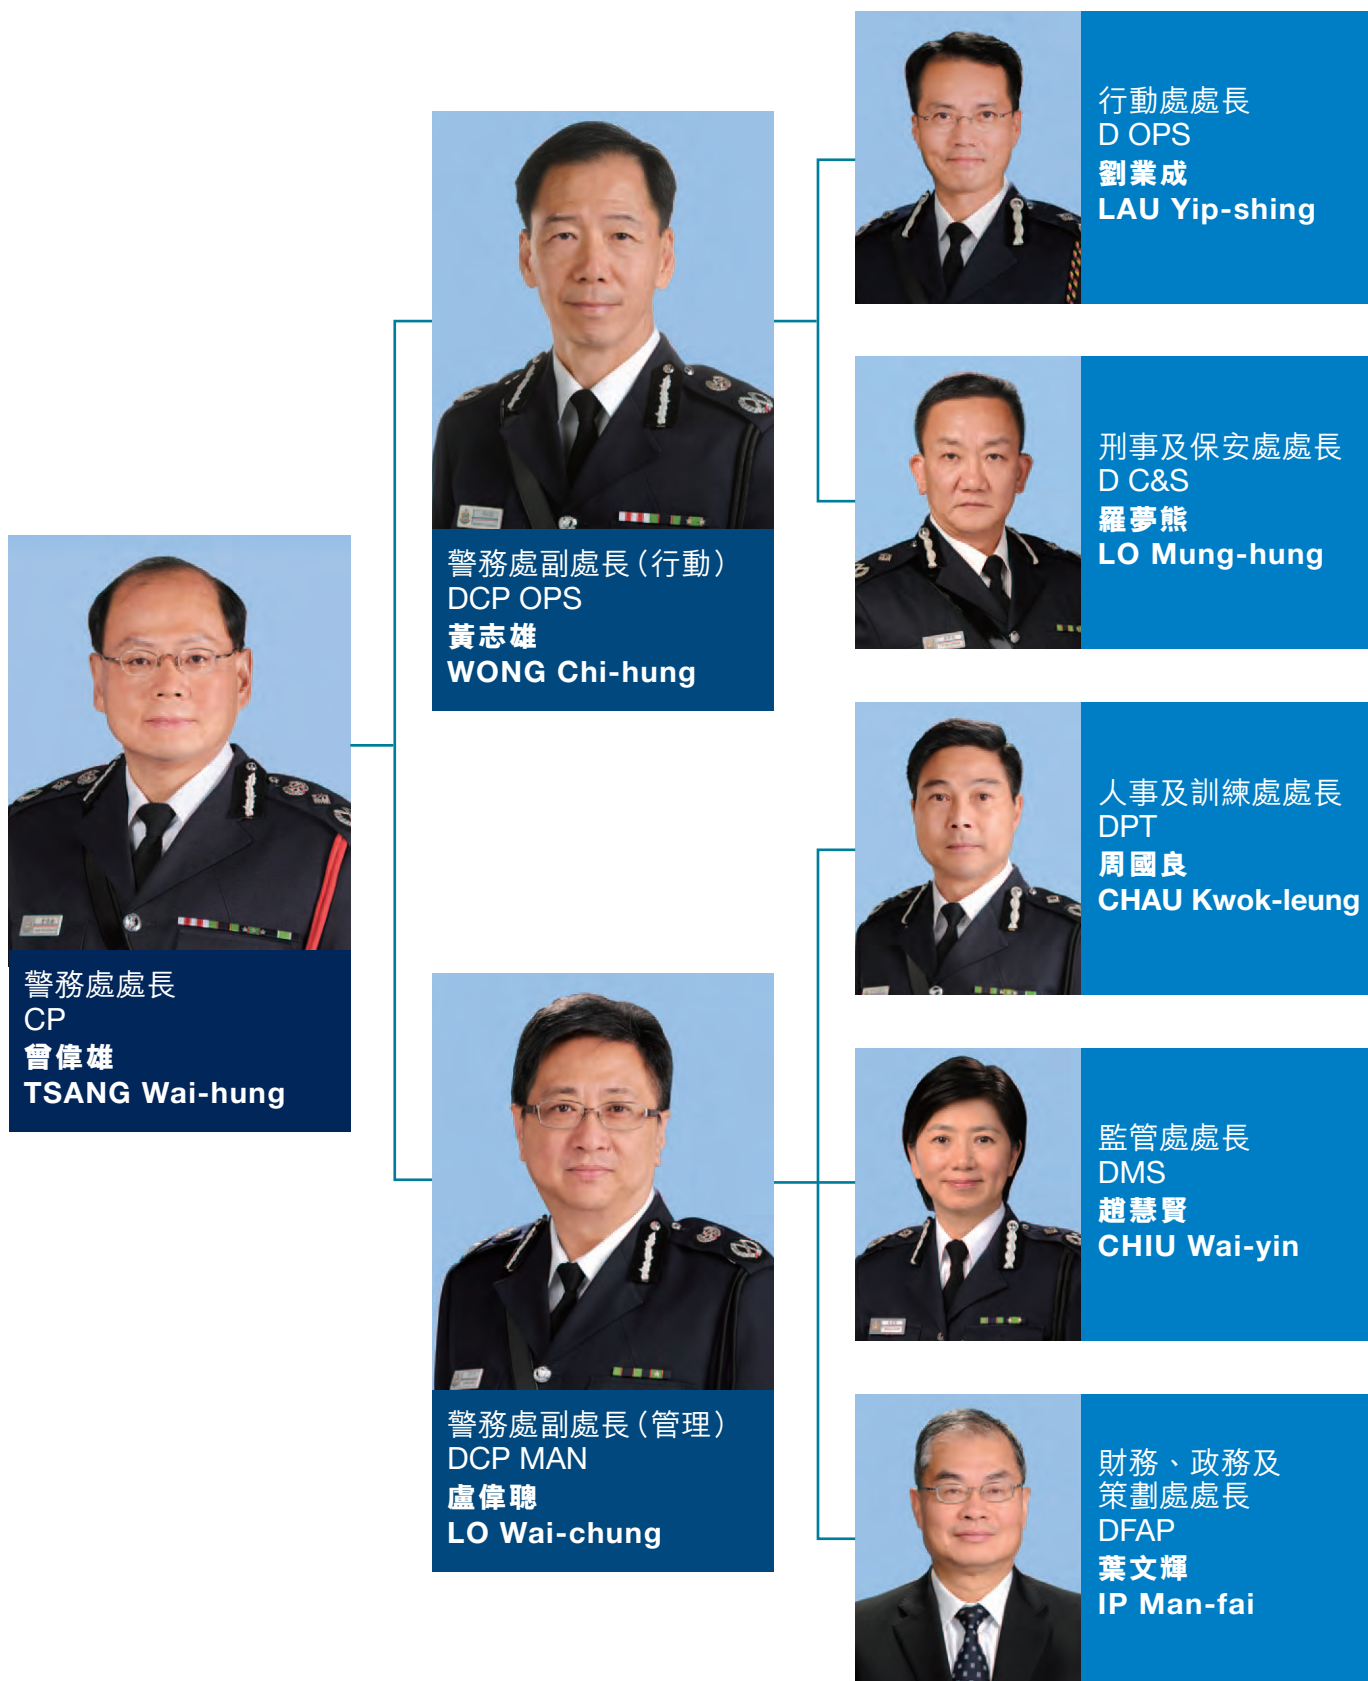 警務處處長
CP
曾偉雄
TSANG Wai-hung
警務處副處長（行動）
DCP OPS
黃志雄
WONG Chi-hung
行動處處長
D OPS
劉業成
LAU Yip-shing
刑事及保安處處長
D C&S
羅夢熊
LO Mung-hung
警務處副處長（管理）
DCP MAN
盧偉聰
LO Wai-chung
人事及訓練處處長
DPT
周國良
CHAU Kwok-leung
監管處處長
DMS
趙慧賢
CHIU Wai-yin
財務、政務及
策劃處處長
DFAP
葉文輝
IP Man-fai